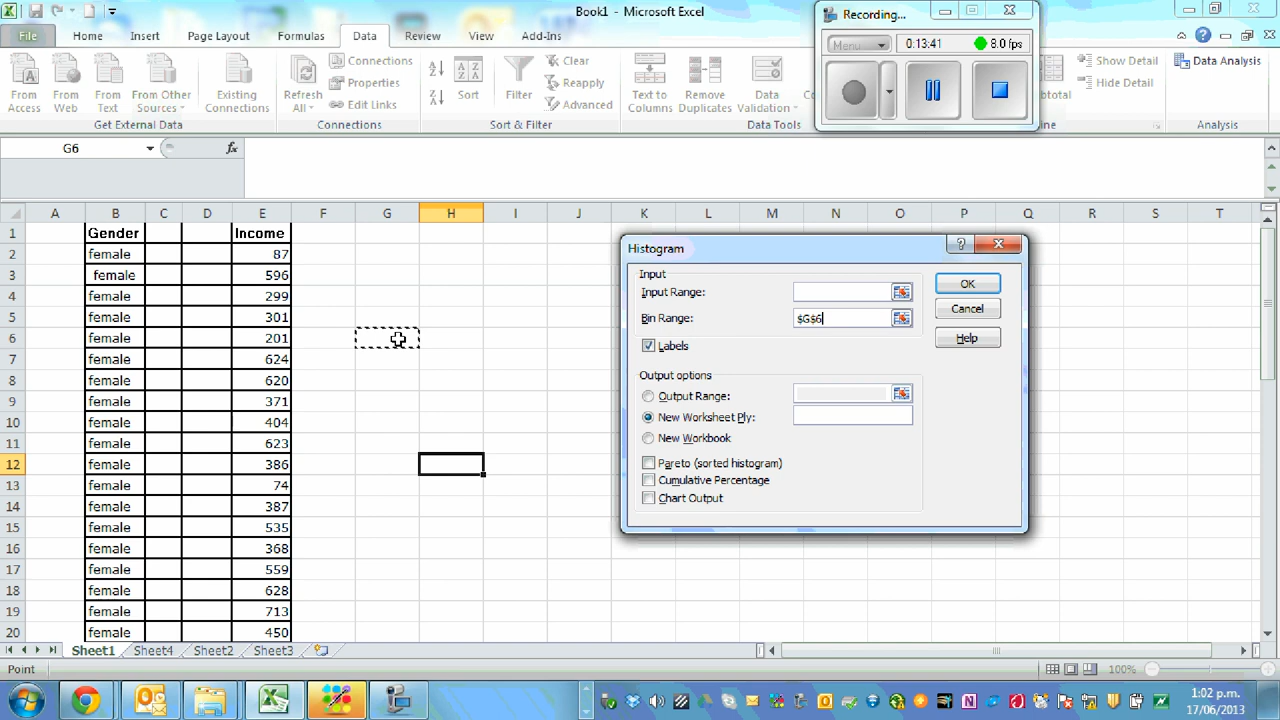 Book1 - Microsoft Excel
Recording...
File Home Insert Page Layout Formulas Data Review View Add-Ins
Menu 0:13:41 8.0 fps
From Access
From Web
From Text
From Other Sources
Existing Connections
Refresh All
Connections
Properties
Edit Links
Sort
Filter
Clear
Reapply
Advanced
Text to Columns
Remove Duplicates
Data Validation
Show Detail
Hide Detail
Data Analysis
Get External Data Connections Sort & Filter Data Tools Analysis
G6 fx
A B C D E F G H I J K L M N O P Q R S T
1 Gender Income
2 female 87
3 female 596
4 female 299
5 female 301
6 female 201
7 female 624
8 female 620
9 female 371
10 female 404
11 female 623
12 female 386
13 female 74
14 female 387
15 female 535
16 female 368
17 female 559
18 female 628
19 female 713
20 female 450
Histogram
Input
Input Range:
Bin Range: $G$6
Labels
OK
Cancel
Help
Output options
Output Range:
New Worksheet Ply:
New Workbook
Pareto (sorted histogram)
Cumulative Percentage
Chart Output
Sheet1 Sheet4 Sheet2 Sheet3
Point 100%
1:02 p.m.
17/06/2013